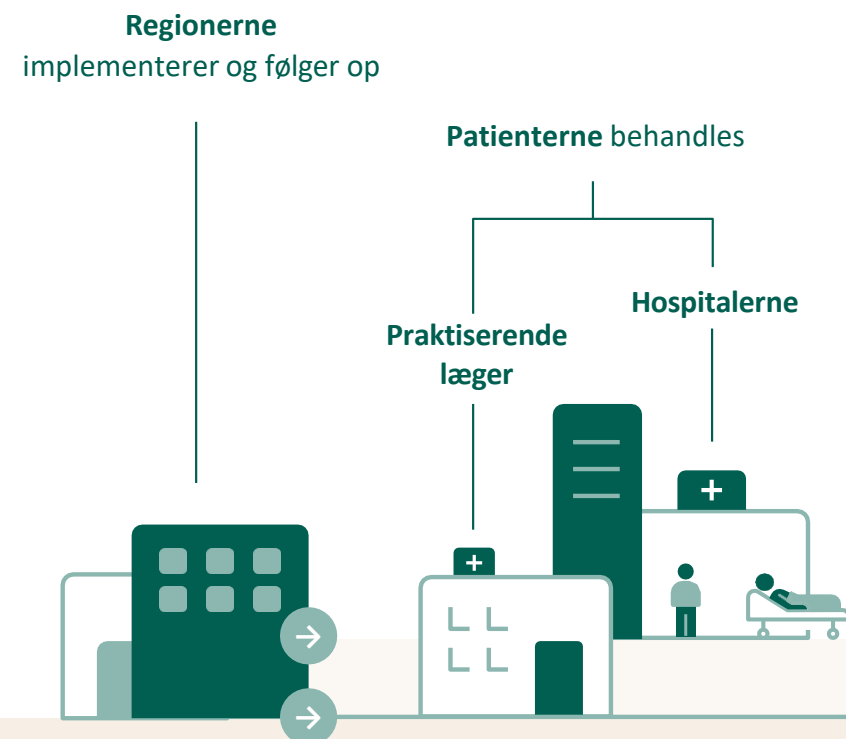 Regionerne
implementerer og følger op
Patienterne behandles
Hospitalerne
Praktiserende
læger